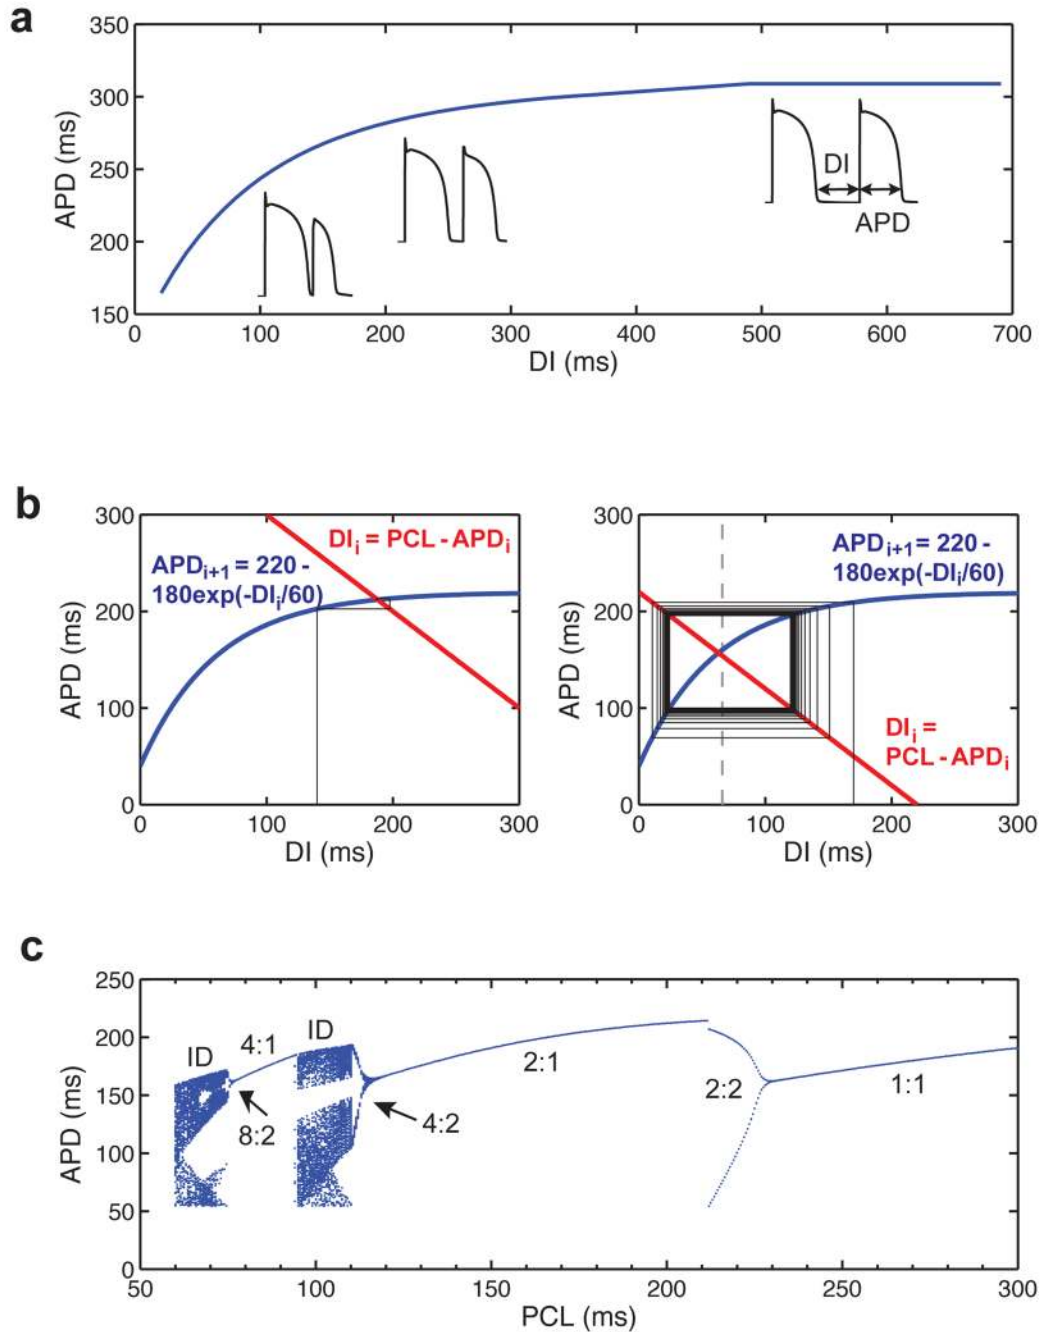 a
350
300
250
200
150
APD (ms)
DI
APD
0 100 200 300 400 500 600 700
DI (ms)
b
300
200
100
0
APD (ms)
DIi = PCL - APDi
APDi+1 = 220 -
180exp(-DIi/60)
0 100 200 300
DI (ms)
300
200
100
0
APD (ms)
APDi+1 = 220 -
180exp(-DIi/60)
DIi =
PCL - APDi
0 100 200 300
DI (ms)
c
250
200
150
100
50
0
APD (ms)
ID
4:1
ID
8:2
4:2
2:1
2:2
1:1
50 100 150 200 250 300
PCL (ms)